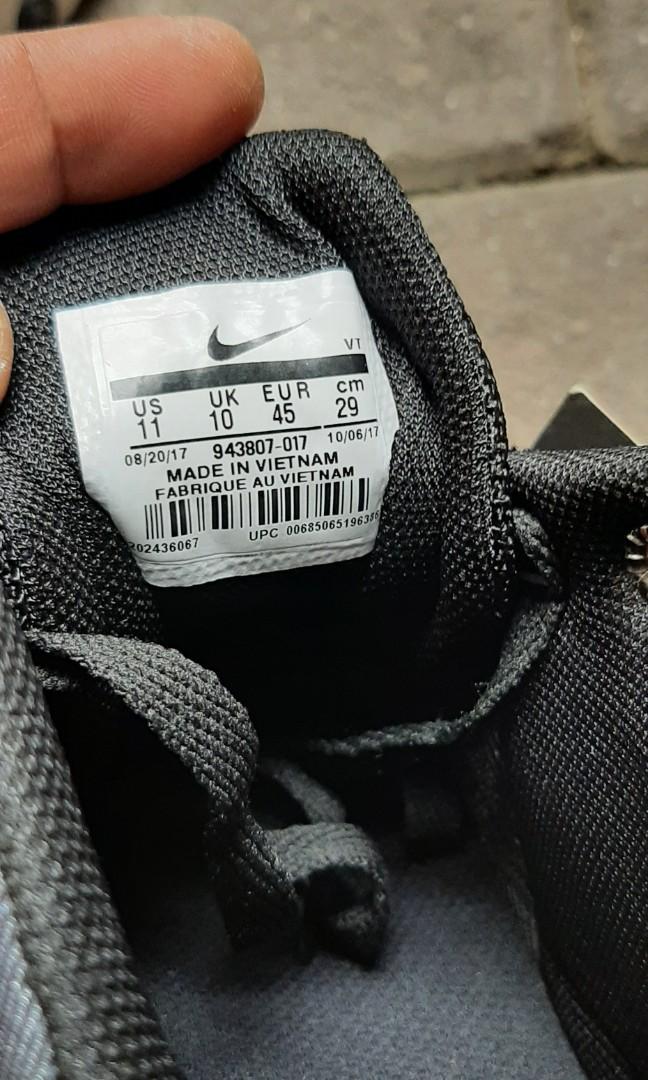 VT
US UK EUR cm
11 10 45 29
08/20/17 943807-017 10/06/17
MADE IN VIETNAM
FABRIQUE AU VIETNAM
UPC